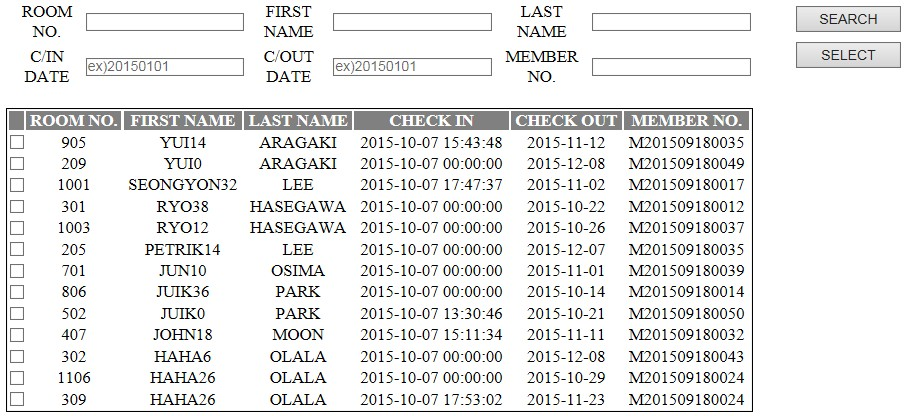 ROOM NO. FIRST NAME LAST NAME SEARCH
C/IN DATE ex)20150101 C/OUT DATE ex)20150101 MEMBER NO. SELECT
ROOM NO. FIRST NAME LAST NAME CHECK IN CHECK OUT MEMBER NO.
905 YUI14 ARAGAKI 2015-10-07 15:43:48 2015-11-12 M201509180035
209 YUI0 ARAGAKI 2015-10-07 00:00:00 2015-12-08 M201509180049
1001 SEONGYON32 LEE 2015-10-07 17:47:37 2015-11-02 M201509180017
301 RYO38 HASEGAWA 2015-10-07 00:00:00 2015-10-22 M201509180012
1003 RYO12 HASEGAWA 2015-10-07 00:00:00 2015-10-26 M201509180037
205 PETRIK14 LEE 2015-10-07 00:00:00 2015-12-07 M201509180035
701 JUN10 OSIMA 2015-10-07 00:00:00 2015-11-01 M201509180039
806 JUIK36 PARK 2015-10-07 00:00:00 2015-10-14 M201509180014
502 JUIK0 PARK 2015-10-07 13:30:46 2015-10-21 M201509180050
407 JOHN18 MOON 2015-10-07 15:11:34 2015-11-11 M201509180032
302 HAHA6 OLALA 2015-10-07 00:00:00 2015-12-08 M201509180043
1106 HAHA26 OLALA 2015-10-07 00:00:00 2015-10-29 M201509180024
309 HAHA26 OLALA 2015-10-07 17:53:02 2015-11-23 M201509180024